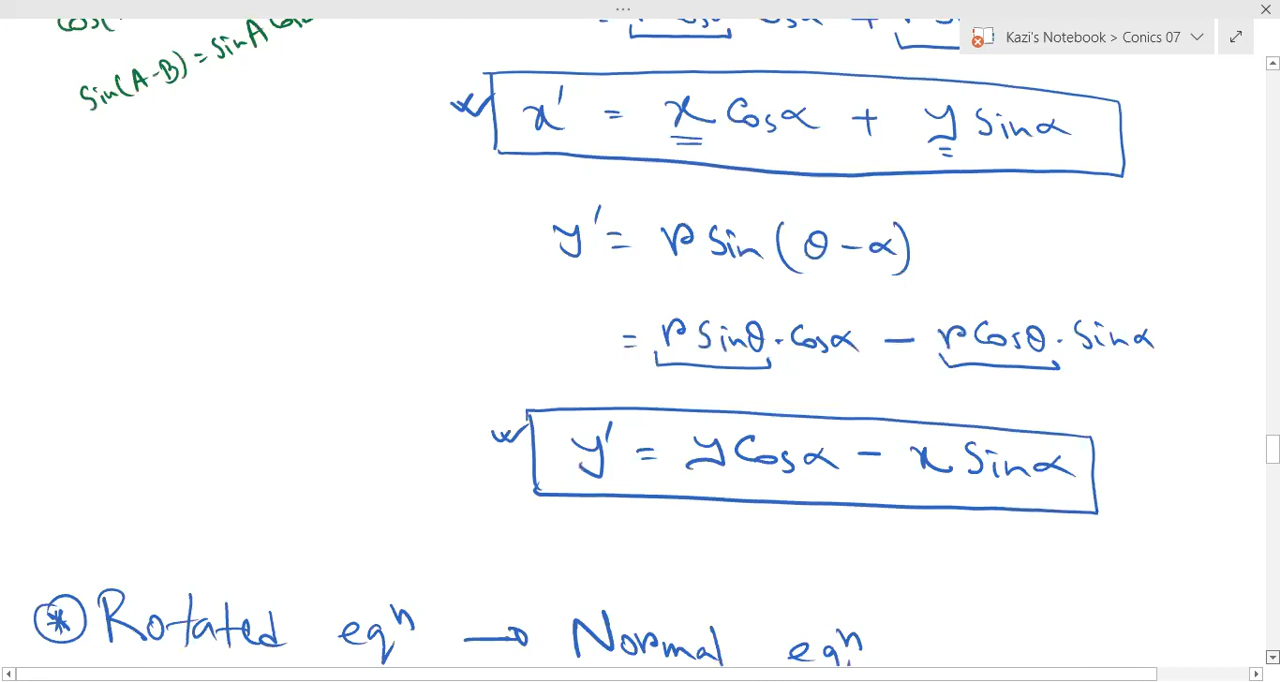 Kazi's Notebook > Conics 07
sin(A-B) = sinA
x' = x Cosα + y Sinα
y' = r Sin (θ - α)
= r Sinθ · Cosα - r Cosθ · Sinα
y' = y Cosα - x Sinα
* Rotated eqⁿ → Normal eqⁿ